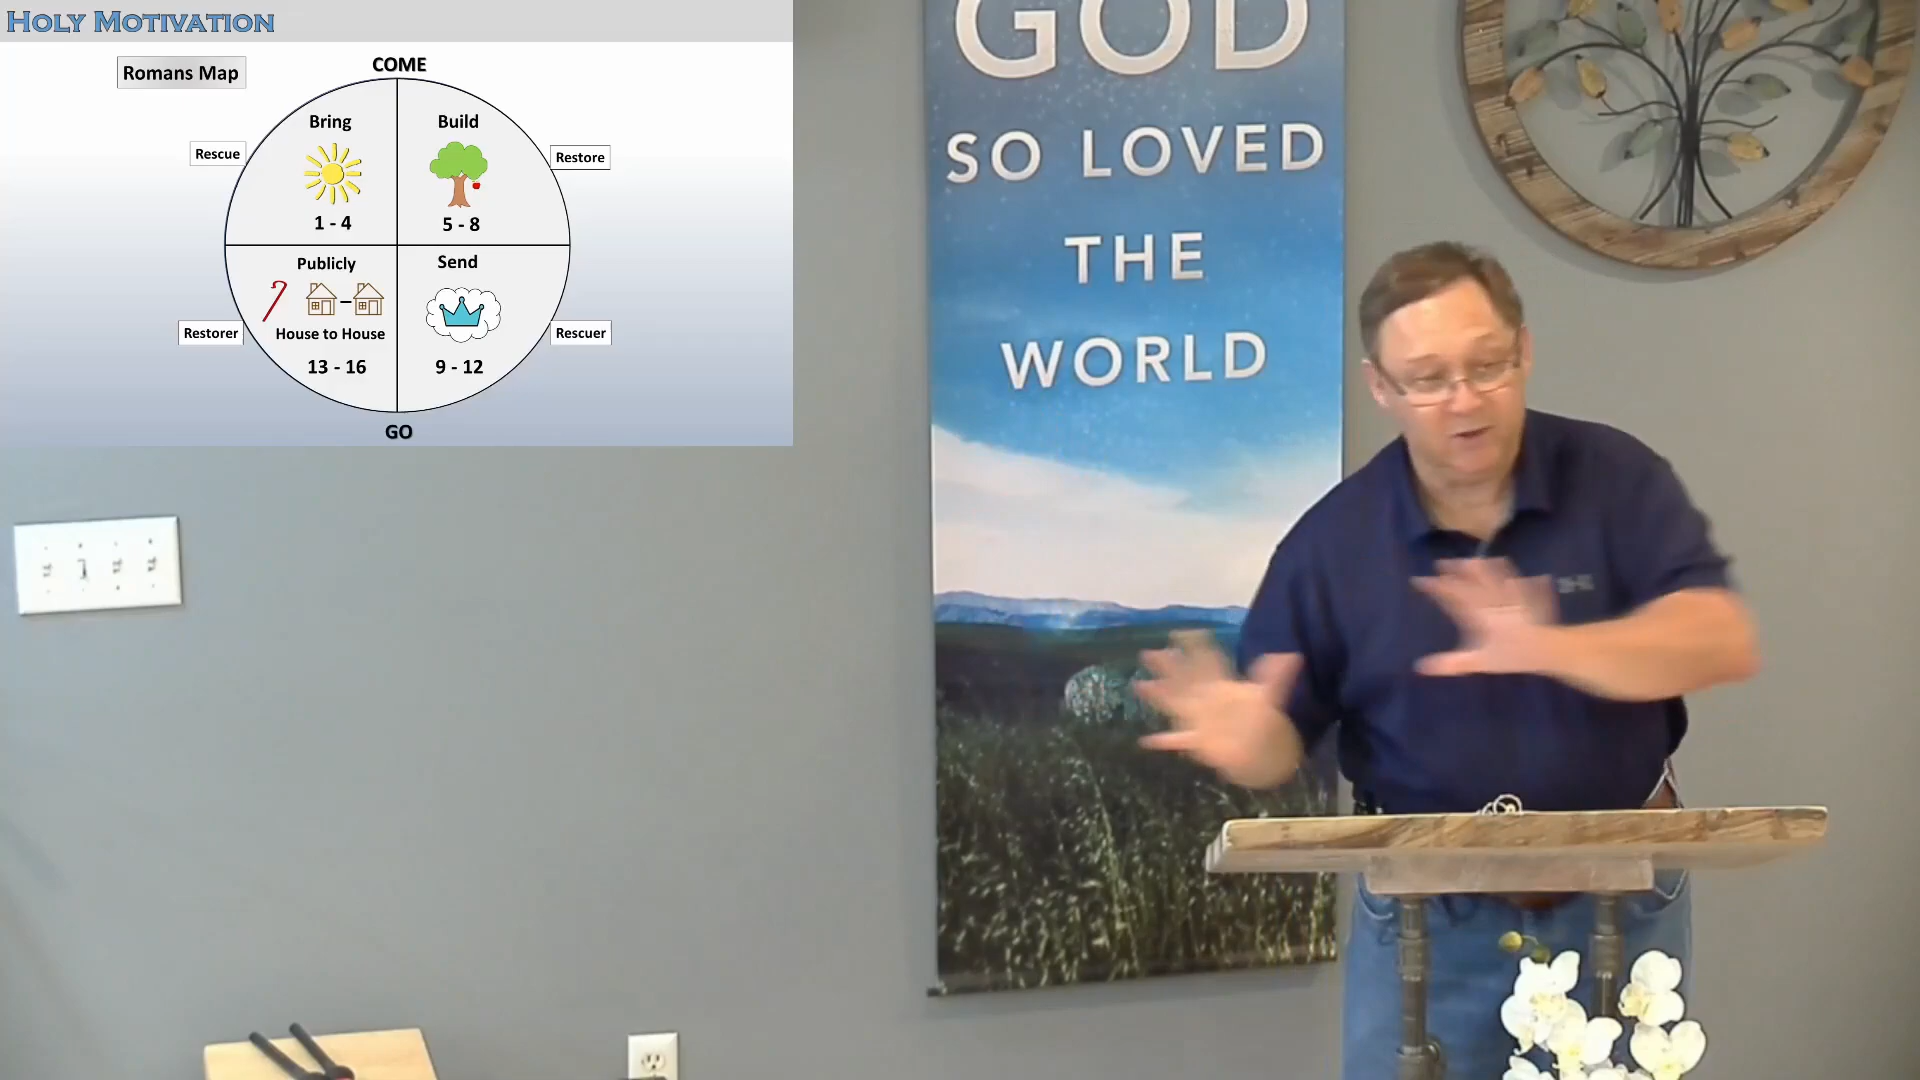 HOLY MOTIVATION
Romans Map
COME
Bring
Build
Rescue
Restore
1 - 4
5 - 8
Publicly
Send
House to House
Restorer
Rescuer
13 - 16
9 - 12
GO
GOD
SO LOVED
THE
WORLD